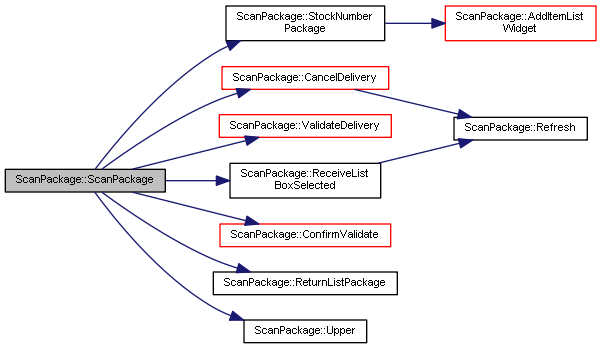 ScanPackage::ScanPackage
ScanPackage::StockNumber
Package
ScanPackage::AddItemList
Widget
ScanPackage::CancelDelivery
ScanPackage::ValidateDelivery
ScanPackage::Refresh
ScanPackage::ReceiveList
BoxSelected
ScanPackage::ConfirmValidate
ScanPackage::ReturnListPackage
ScanPackage::Upper